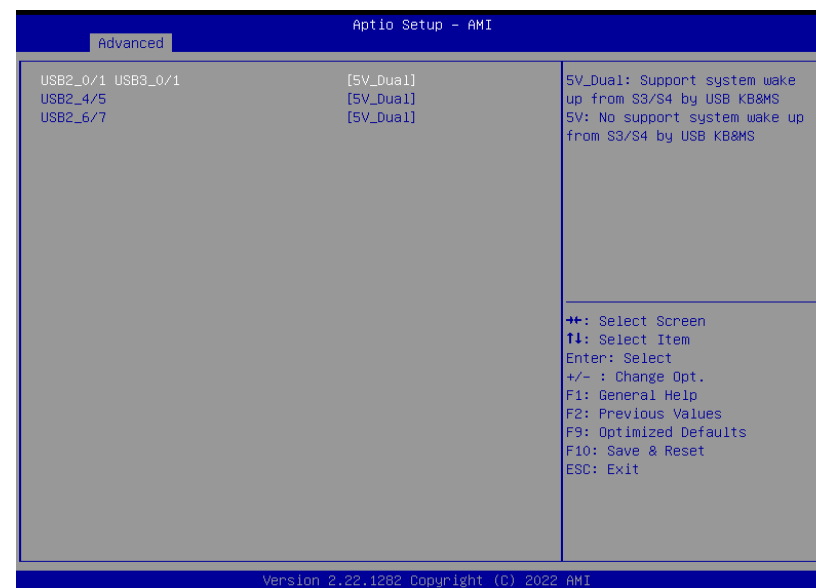 Aptio Setup – AMI
Advanced
USB2_0/1 USB3_0/1 [5V_Dual]
USB2_4/5 [5V_Dual]
USB2_6/7 [5V_Dual]
5V_Dual: Support system wake
up from S3/S4 by USB KB&MS
5V: No support system wake up
from S3/S4 by USB KB&MS
→←: Select Screen
↑↓: Select Item
Enter: Select
+/- : Change Opt.
F1: General Help
F2: Previous Values
F9: Optimized Defaults
F10: Save & Reset
ESC: Exit
Version 2.22.1282 Copyright (C) 2022 AMI